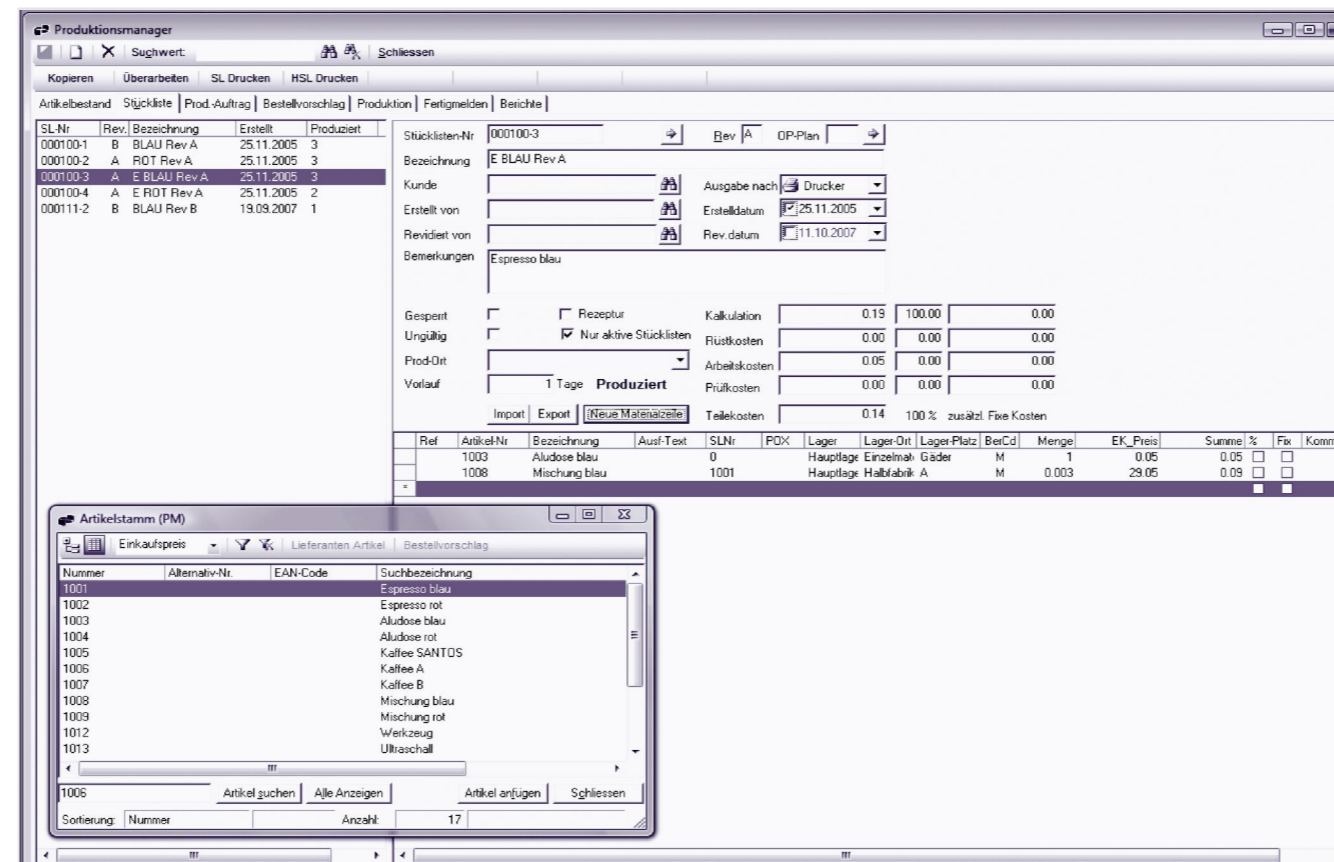 Produktionsmanager
Suchwert: Schliessen
Kopieren Überarbeiten SL Drucken HSL Drucken
Artikelbestand Stückliste Prod.-Auftrag Bestellvorschlag Produktion Fertigmelden Berichte
SL-Nr Rev. Bezeichnung Erstellt Produziert
000100-1 B BLAU Rev A 25.11.2005 3
000100-2 A ROT Rev A 25.11.2005 3
000100-3 A E BLAU Rev A 25.11.2005 3
000100-4 A E ROT Rev A 25.11.2005 2
000111-2 B BLAU Rev B 19.09.2007 1
Stücklisten-Nr 000100-3 Rev A OP-Plan
Bezeichnung E BLAU Rev A
Kunde Ausgabe nach Drucker
Erstellt von Erstelldatum 25.11.2005
Revidiert von Rev.datum 11.10.2007
Bemerkungen Espresso blau
Gesperrt Rezeptur Kalkulation 0.19 100.00 0.00
Ungültig Nur aktive Stücklisten Rüstkosten 0.00 0.00 0.00
Prod-Ort Arbeitskosten 0.05 0.00 0.00
Vorlauf 1 Tage Produziert Prüfkosten 0.00 0.00 0.00
Import Export Neue Materialzeile Teilekosten 0.14 100 % zusätzl. Fixe Kosten
Ref Artikel-Nr Bezeichnung Ausf-Text SLNr POX Lager Lager-Ort Lager-Platz BerCd Menge EK_Preis Summe % Fix Komm
1003 Aludose blau 0 Hauptlage Einzelmat Gäder M 1 0.05 0.05
1008 Mischung blau 1001 Hauptlage Halbfabrik A M 0.003 29.05 0.09
*
Artikelstamm (PM)
Einkaufspreis Lieferanten Artikel Bestellvorschlag
Nummer Alternativ-Nr. EAN-Code Suchbezeichnung
1001 Espresso blau
1002 Espresso rot
1003 Aludose blau
1004 Aludose rot
1005 Kaffee SANTOS
1006 Kaffee A
1007 Kaffee B
1008 Mischung blau
1009 Mischung rot
1012 Werkzeug
1013 Ultraschall
1006 Artikel suchen Alle Anzeigen Artikel anfügen Schliessen
Sortierung: Nummer Anzahl: 17